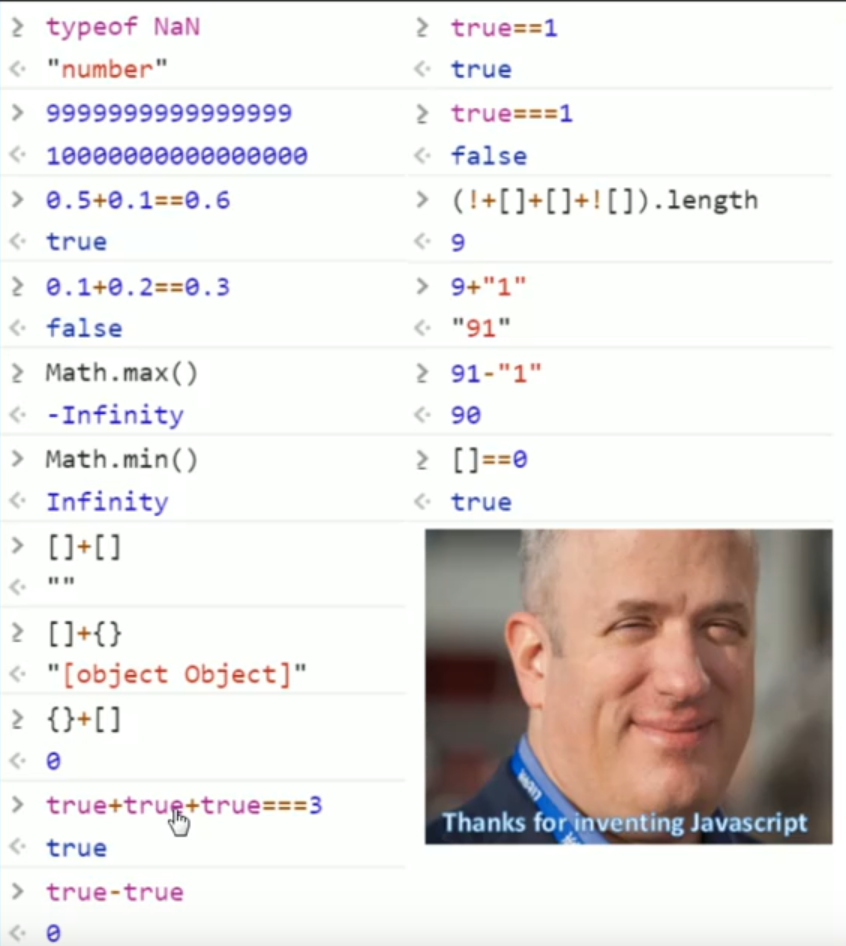 typeof NaN
"number"
9999999999999999
10000000000000000
0.5+0.1==0.6
true
0.1+0.2==0.3
false
Math.max()
-Infinity
Math.min()
Infinity
[]+[]
""
[]+{}
"[object Object]"
{}+[]
0
true+true+true===3
true
true-true
0
true==1
true
true===1
false
(!+[]+[]+![]).length
9
9+"1"
"91"
91-"1"
90
[]==0
true
Thanks for inventing Javascript